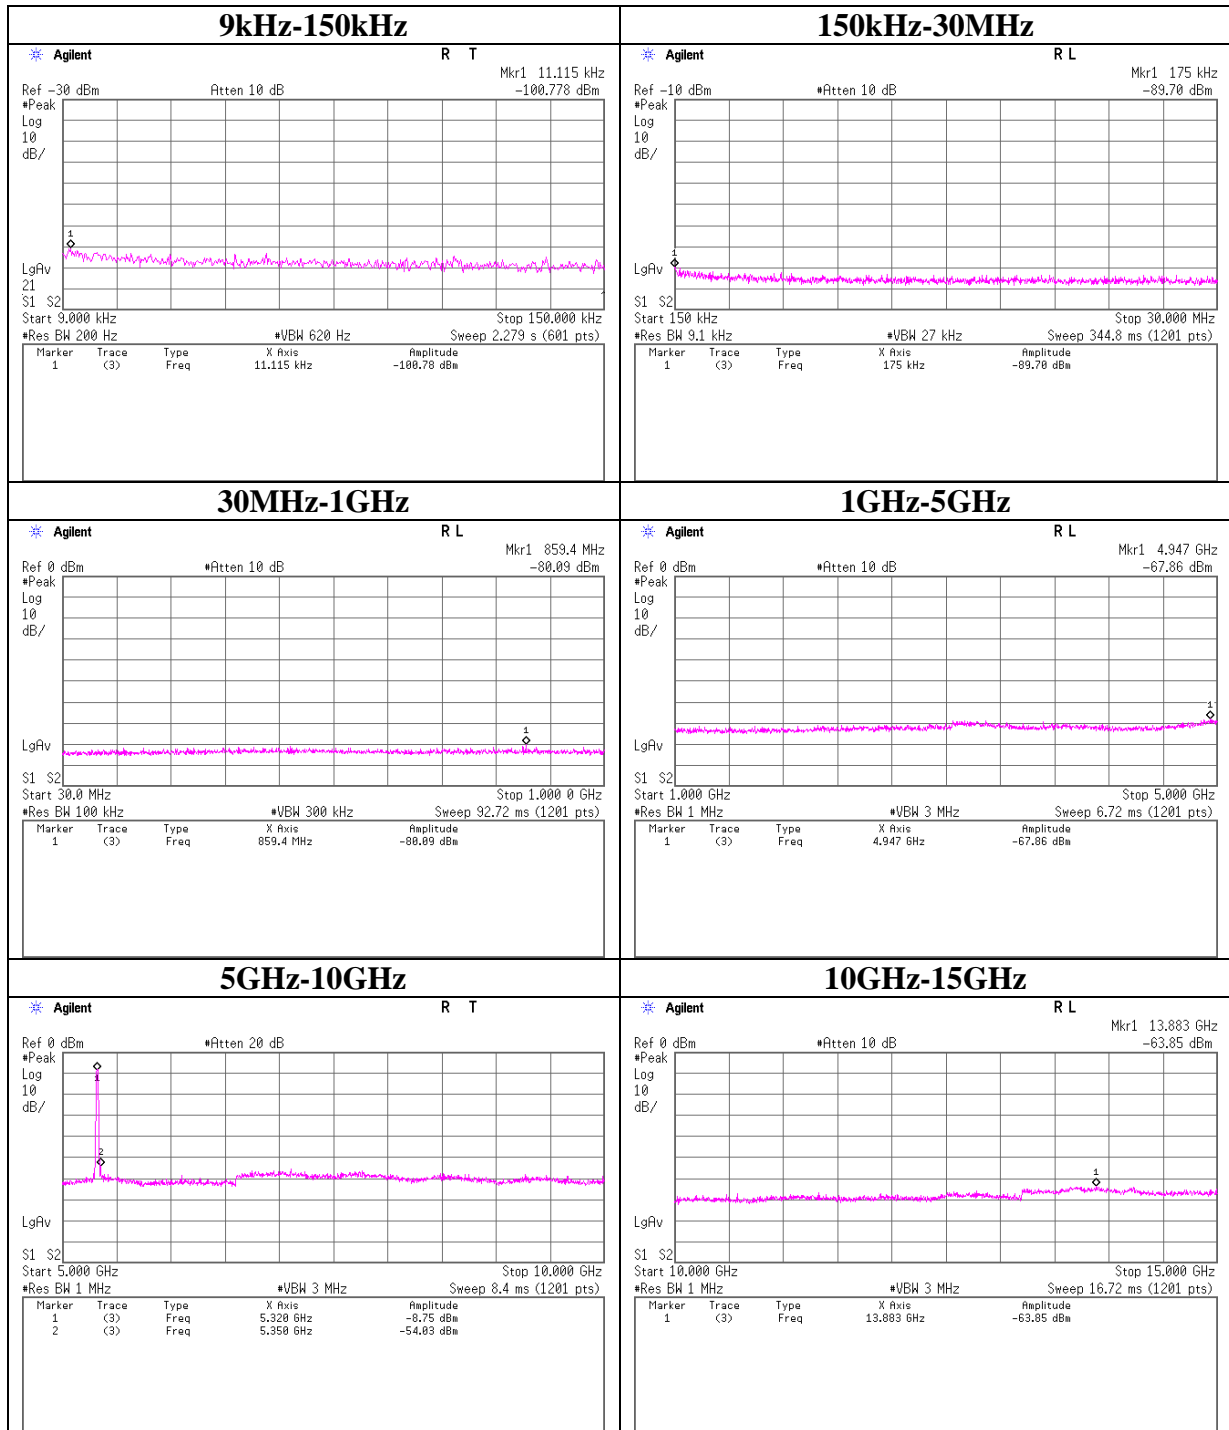 9kHz-150kHz
Agilent R T
Mkr1 11.115 kHz
Ref -30 dBm Atten 10 dB -100.778 dBm
#Peak
Log
10
dB/
1
LgAv
21
S1 S2
Start 9.000 kHz Stop 150.000 kHz
#Res BW 200 Hz #VBW 620 Hz Sweep 2.279 s (601 pts)
Marker Trace Type X Axis Amplitude
1 (3) Freq 11.115 kHz -100.78 dBm
150kHz-30MHz
Agilent R L
Mkr1 175 kHz
Ref -10 dBm #Atten 10 dB -89.70 dBm
#Peak
Log
10
dB/
1
LgAv
S1 S2
Start 150 kHz Stop 30.000 MHz
#Res BW 9.1 kHz #VBW 27 kHz Sweep 344.8 ms (1201 pts)
Marker Trace Type X Axis Amplitude
1 (3) Freq 175 kHz -89.70 dBm
30MHz-1GHz
Agilent R L
Mkr1 859.4 MHz
Ref 0 dBm #Atten 10 dB -80.09 dBm
#Peak
Log
10
dB/
1
LgAv
S1 S2
Start 30.0 MHz Stop 1.000 0 GHz
#Res BW 100 kHz #VBW 300 kHz Sweep 92.72 ms (1201 pts)
Marker Trace Type X Axis Amplitude
1 (3) Freq 859.4 MHz -80.09 dBm
1GHz-5GHz
Agilent R L
Mkr1 4.947 GHz
Ref 0 dBm #Atten 10 dB -67.86 dBm
#Peak
Log
10
dB/
1
LgAv
S1 S2
Start 1.000 GHz Stop 5.000 GHz
#Res BW 1 MHz #VBW 3 MHz Sweep 6.72 ms (1201 pts)
Marker Trace Type X Axis Amplitude
1 (3) Freq 4.947 GHz -67.86 dBm
5GHz-10GHz
Agilent R T
Ref 0 dBm #Atten 20 dB
#Peak
Log
10
dB/
1
2
LgAv
S1 S2
Start 5.000 GHz Stop 10.000 GHz
#Res BW 1 MHz #VBW 3 MHz Sweep 8.4 ms (1201 pts)
Marker Trace Type X Axis Amplitude
1 (3) Freq 5.320 GHz -8.75 dBm
2 (3) Freq 5.350 GHz -54.03 dBm
10GHz-15GHz
Agilent R L
Mkr1 13.883 GHz
Ref 0 dBm #Atten 10 dB -63.85 dBm
#Peak
Log
10
dB/
1
LgAv
S1 S2
Start 10.000 GHz Stop 15.000 GHz
#Res BW 1 MHz #VBW 3 MHz Sweep 16.72 ms (1201 pts)
Marker Trace Type X Axis Amplitude
1 (3) Freq 13.883 GHz -63.85 dBm